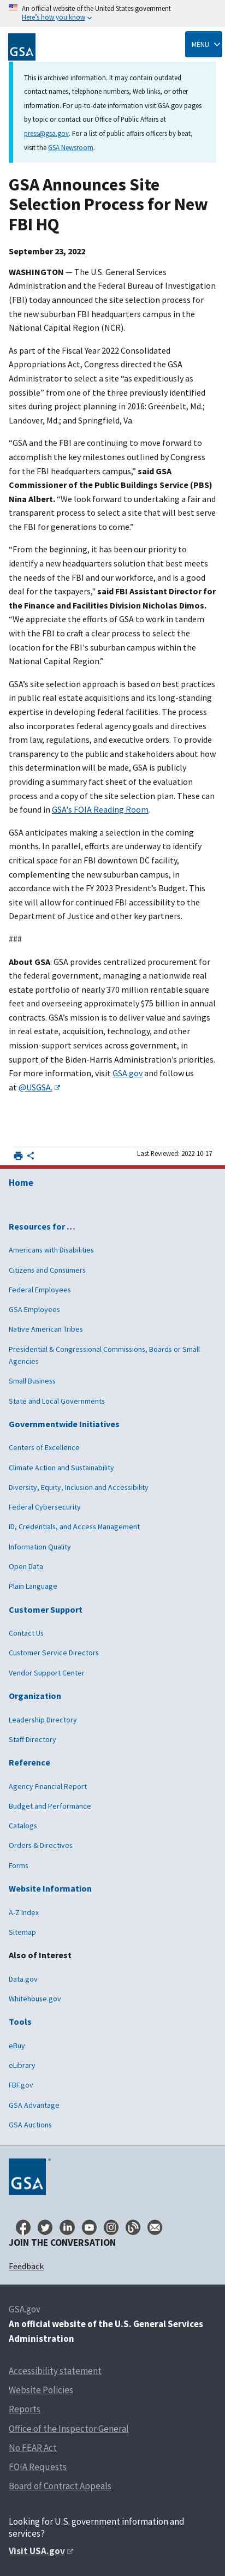 An official website of the United States government
Here's how you know
GSA
MENU
This is archived information. It may contain outdated
contact names, telephone numbers, Web links, or other
information. For up-to-date information visit GSA.gov pages
by topic or contact our Office of Public Affairs at
press@gsa.gov. For a list of public affairs officers by beat,
visit the GSA Newsroom.
GSA Announces Site
Selection Process for New
FBI HQ
September 23, 2022
WASHINGTON — The U.S. General Services
Administration and the Federal Bureau of Investigation
(FBI) today announced the site selection process for
the new suburban FBI headquarters in the National
Capital Region (NCR).
As part of the Fiscal Year 2022 Consolidated
Appropriations Act, Congress directed the GSA
Administrator to select a site “as expeditiously as
possible” from one of the three previously identified
sites described in the 2016 program: Greenbelt, Md.;
Landover, Md.; and Springfield, Va.
“GSA and the FBI are continuing to work to fulfill and
accomplish the key milestones outlined by Congress
for the FBI headquarters campus,” said GSA
Commissioner of the Public Buildings Service (PBS)
Nina Albert. “We look forward to undertaking a fair and
transparent process to select a site that will best serve
the FBI for generations to come.”
“From the beginning, it has been our priority to
identify a new headquarters solution that best meets
the needs of the FBI and our workforce, and is a good
deal for the taxpayers,” said FBI Assistant Director for
the Finance and Facilities Division Nicholas Dimos.
“We appreciate the efforts of GSA to work in tandem
with the FBI to create a process to select the best
location for the FBI's suburban campus within the
National Capital Region.”
GSA’s site selection approach is based on best practices
in public real estate acquisitions and its long-standing
expertise in developing federal facilities. The process
also advances federal agency goals and priorities
from law, regulations, and executive orders. To provide
transparency into the decision-making process for
determining this will be made, GSA is publicly
providing a summary fact sheet of the process and
a copy of the site selection plan. These can
be found in GSA's FOIA Reading Room.
GSA anticipates making a selection in the coming
months. In parallel, efforts are underway to identify
critical space for an FBI downtown DC facility,
complementing the new suburban campus, in
accordance with the FY 2023 President’s Budget. This
will allow for continued FBI accessibility to the
Department of Justice and other key partners.
###
About GSA: GSA provides centralized procurement for
the federal government, managing a nationwide real
estate portfolio of nearly 370 million rentable square
feet and overseeing approximately $75 billion in annual
contracts. GSA’s mission is to deliver value and savings
in real estate, acquisition, technology, and other
mission-support services across government, in
support of the Biden-Harris Administration’s priorities.
For more information, visit GSA.gov and follow us
at @USGSA.
Last Reviewed: 2022-10-17
Home
Resources for …
Americans with Disabilities
Citizens and Consumers
Federal Employees
GSA Employees
Native American Tribes
Presidential & Congressional Commissions, Boards or Small
Agencies
Small Business
State and Local Governments
Governmentwide Initiatives
Centers of Excellence
Climate Action and Sustainability
Diversity, Equity, Inclusion and Accessibility
Federal Cybersecurity
ID, Credentials, and Access Management
Information Quality
Open Data
Plain Language
Customer Support
Contact Us
Customer Service Directors
Vendor Support Center
Organization
Leadership Directory
Staff Directory
Reference
Agency Financial Report
Budget and Performance
Catalogs
Orders & Directives
Forms
Website Information
A-Z Index
Sitemap
Also of Interest
Data.gov
Whitehouse.gov
Tools
eBuy
eLibrary
FBF.gov
GSA Advantage
GSA Auctions
GSA
JOIN THE CONVERSATION
Feedback
GSA.gov
An official website of the U.S. General Services
Administration
Accessibility statement
Website Policies
Reports
Office of the Inspector General
No FEAR Act
FOIA Requests
Board of Contract Appeals
Looking for U.S. government information and
services?
Visit USA.gov